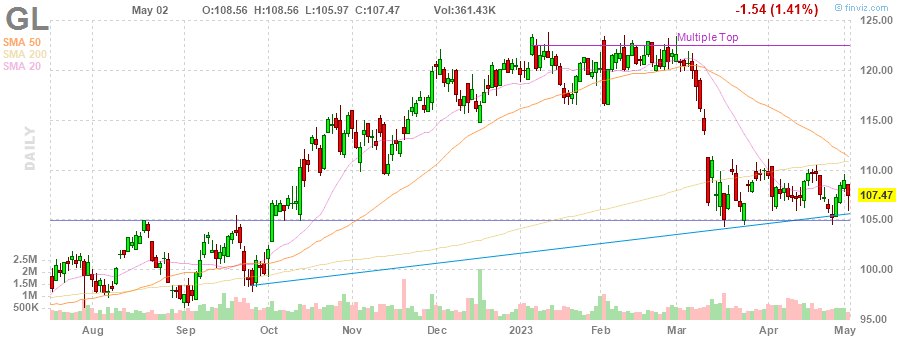 GL
May 02
O:108.56 H:108.56 L:105.97 C:107.47
Vol:361.43K
-1.54 (1.41%)
finviz.com
SMA 50
SMA 200
SMA 20
DAILY
Multiple Top
125.00
120.00
115.00
110.00
107.47
105.00
100.00
95.00
2.5M
2M
1.5M
1M
500K
Aug
Sep
Oct
Nov
Dec
2023
Feb
Mar
Apr
May